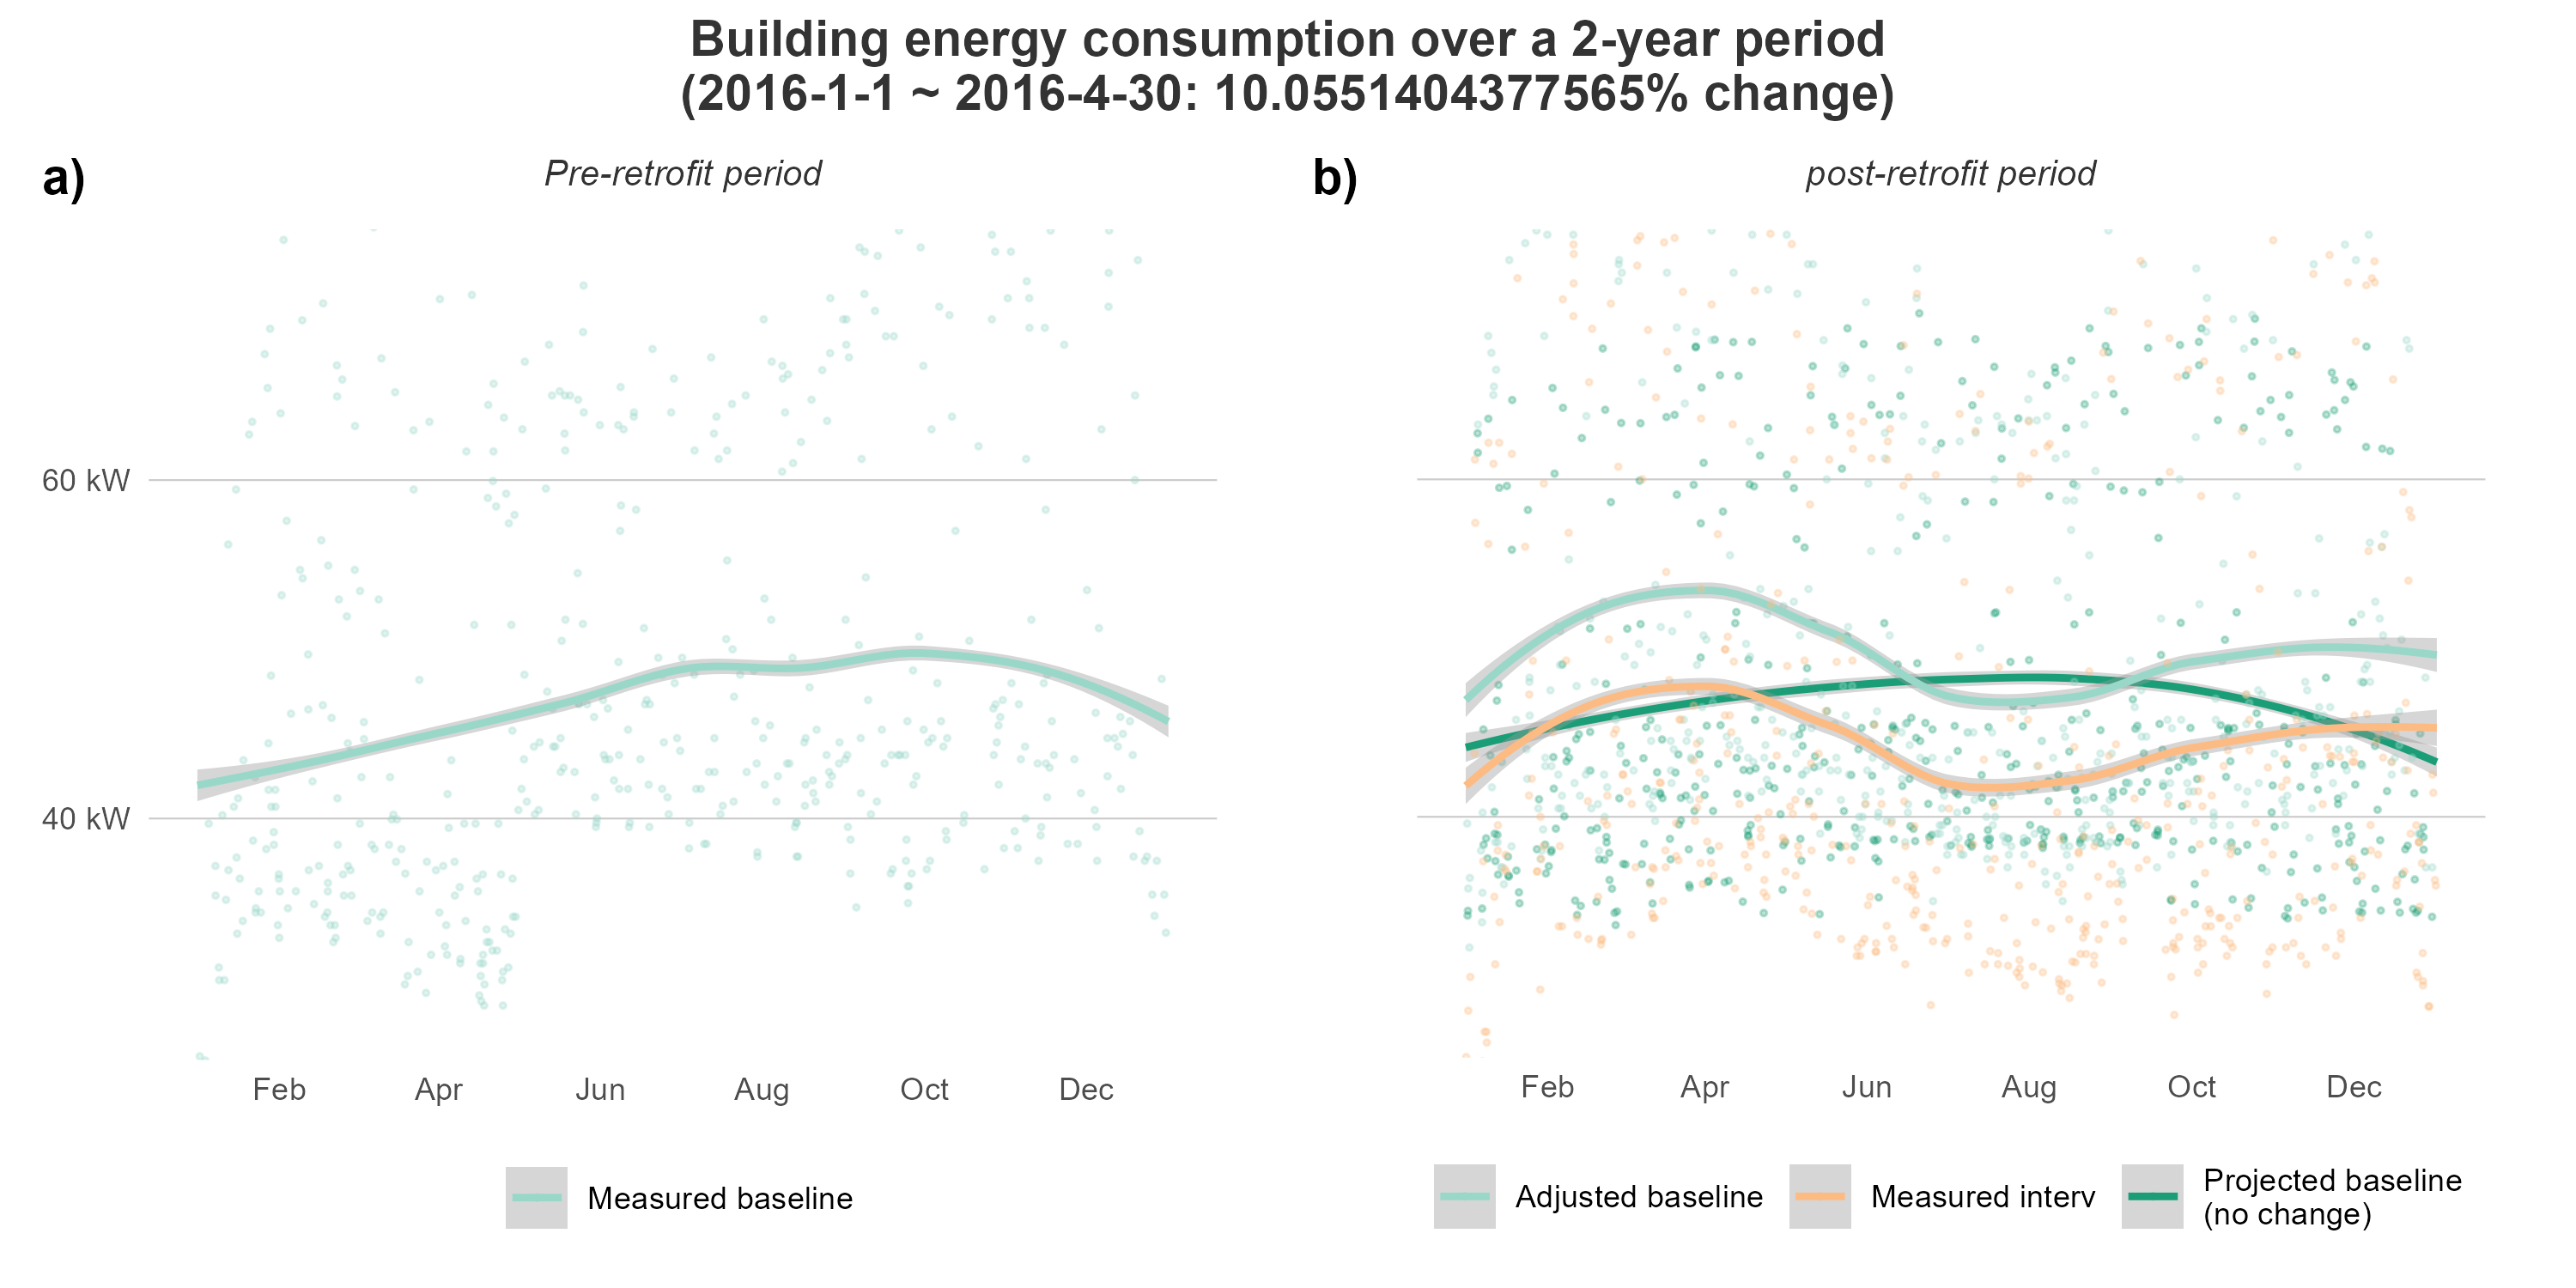 Building energy consumption over a 2-year period
(2016-1-1 ~ 2016-4-30: 10.0551404377565% change)
a)
Pre-retrofit period
60 kW
40 kW
Feb Apr Jun Aug Oct Dec
Measured baseline
b)
post-retrofit period
Feb Apr Jun Aug Oct Dec
Adjusted baseline
Measured interv
Projected baseline
(no change)